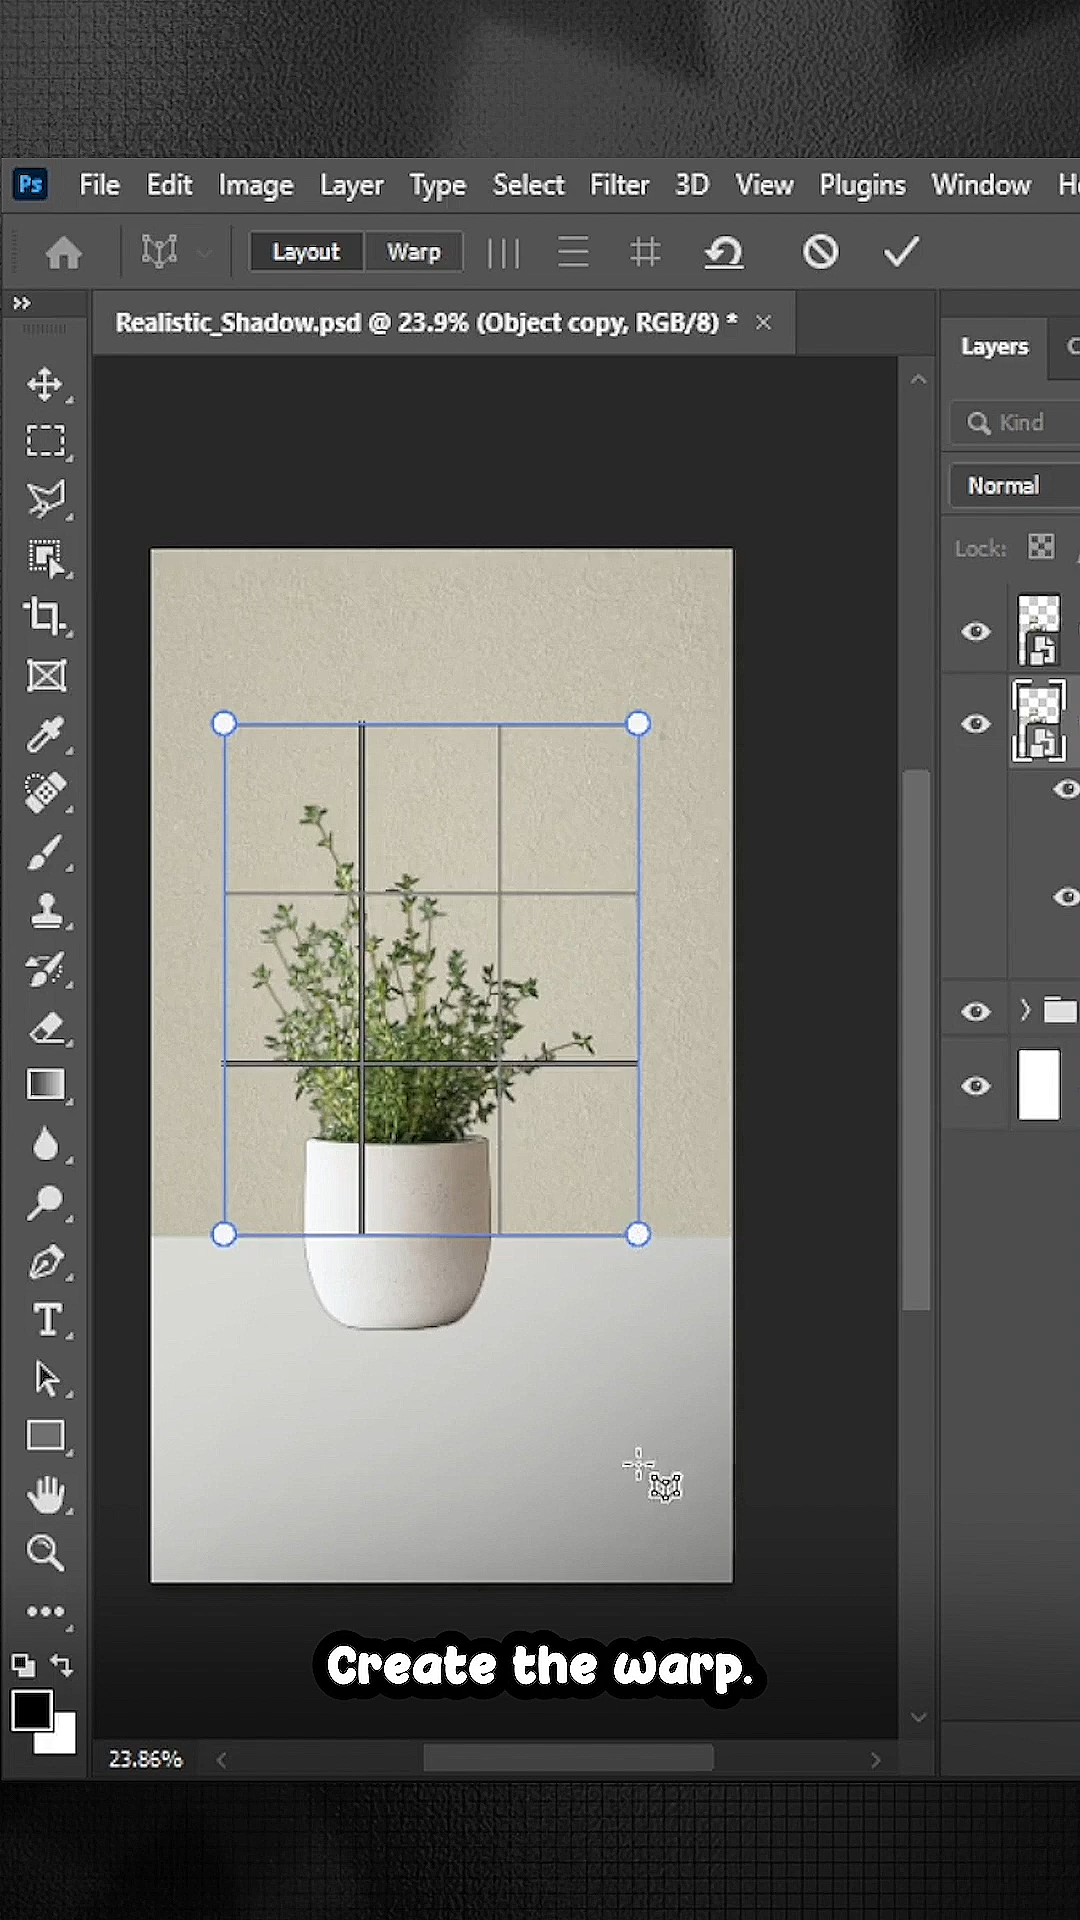 Ps File Edit Image Layer Type Select Filter 3D View Plugins Window
Layout Warp
Realistic_Shadow.psd @ 23.9% (Object copy, RGB/8) * ×
Layers
Kind
Normal
Lock:
Create the warp.
23.86%